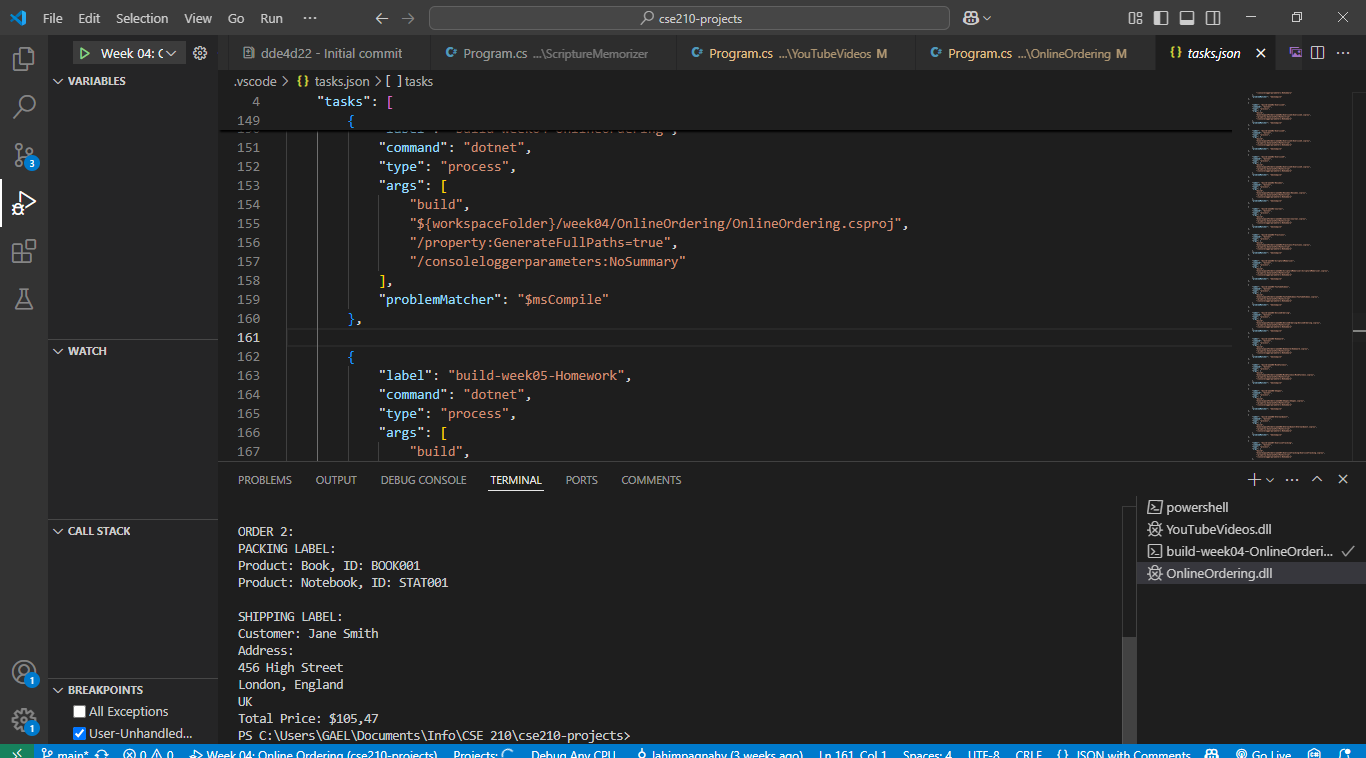 File Edit Selection View Go Run ··· cse210-projects
Week 04: dde4d22 - Initial commit Program.cs ...\ScriptureMemorizer Program.cs ...\YouTubeVideos M Program.cs ...\OnlineOrdering M {} tasks.json
VARIABLES
.vscode > {} tasks.json > [ ] tasks
4 "tasks": [
149 {
151 "command": "dotnet",
152 "type": "process",
153 "args": [
154 "build",
155 "${workspaceFolder}/week04/OnlineOrdering/OnlineOrdering.csproj",
156 "/property:GenerateFullPaths=true",
157 "/consoleloggerparameters:NoSummary"
158 ],
159 "problemMatcher": "$msCompile"
160 },
161
162 {
163 "label": "build-week05-Homework",
164 "command": "dotnet",
165 "type": "process",
166 "args": [
167 "build",
WATCH
CALL STACK
BREAKPOINTS
All Exceptions
User-Unhandled...
3
1
1
PROBLEMS OUTPUT DEBUG CONSOLE TERMINAL PORTS COMMENTS
ORDER 2:
PACKING LABEL:
Product: Book, ID: BOOK001
Product: Notebook, ID: STAT001
SHIPPING LABEL:
Customer: Jane Smith
Address:
456 High Street
London, England
UK
Total Price: $105,47
PS C:\Users\GAEL\Documents\Info\CSE 210\cse210-projects>
powershell
YouTubeVideos.dll
build-week04-OnlineOrderi...
OnlineOrdering.dll
main* 0 0 Week 04: Online Ordering (cse210-projects) Projects: Debug Any CPU (3 weeks ago) Ln 161, Col 1 Spaces: 4 UTF-8 CRLF {} JSON with Comments Go Live